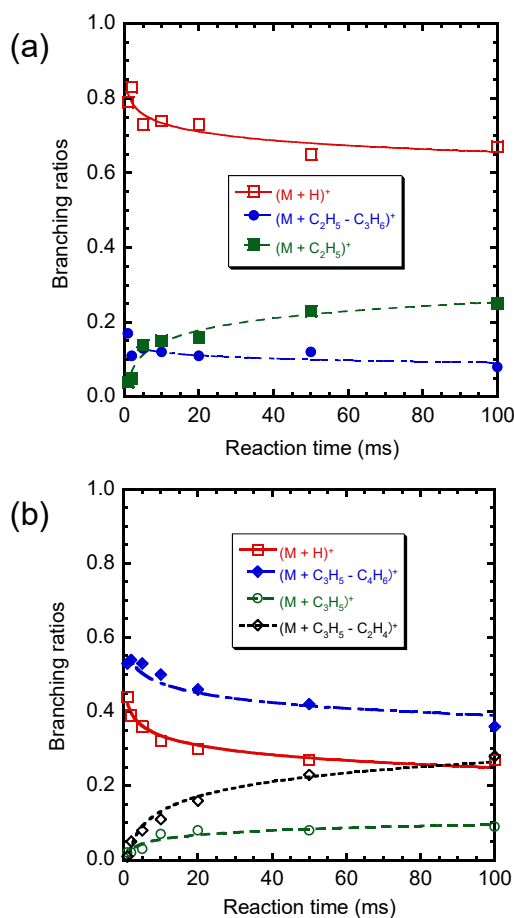 (a)
1.0
0.8
0.6
0.4
0.2
0.0
Branching ratios
(M + H)⁺
(M + C₂H₅ - C₃H₆)⁺
(M + C₂H₅)⁺
0 20 40 60 80 100
Reaction time (ms)
(b)
1.0
0.8
0.6
0.4
0.2
0.0
Branching ratios
(M + H)⁺
(M + C₃H₅ - C₄H₆)⁺
(M + C₃H₅)⁺
(M + C₃H₅ - C₂H₄)⁺
0 20 40 60 80 100
Reaction time (ms)